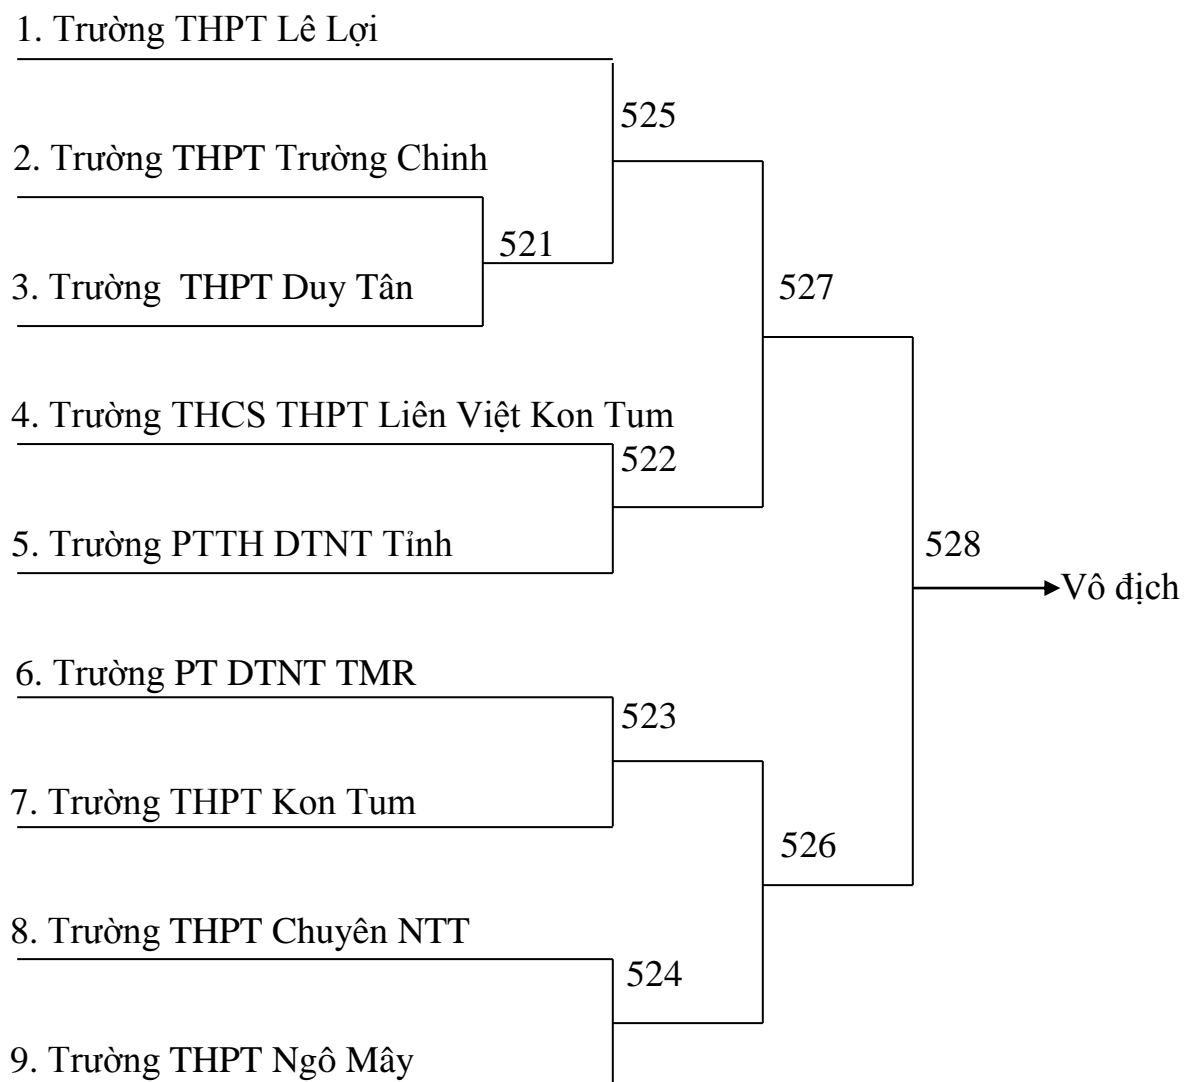 1. Trường THPT Lê Lợi
525
2. Trường THPT Trường Chinh
521
3. Trường THPT Duy Tân
527
4. Trường THCS THPT Liên Việt Kon Tum
522
5. Trường PTTH DTNT Tỉnh
528
Vô địch
6. Trường PT DTNT TMR
523
7. Trường THPT Kon Tum
526
8. Trường THPT Chuyên NTT
524
9. Trường THPT Ngô Mây